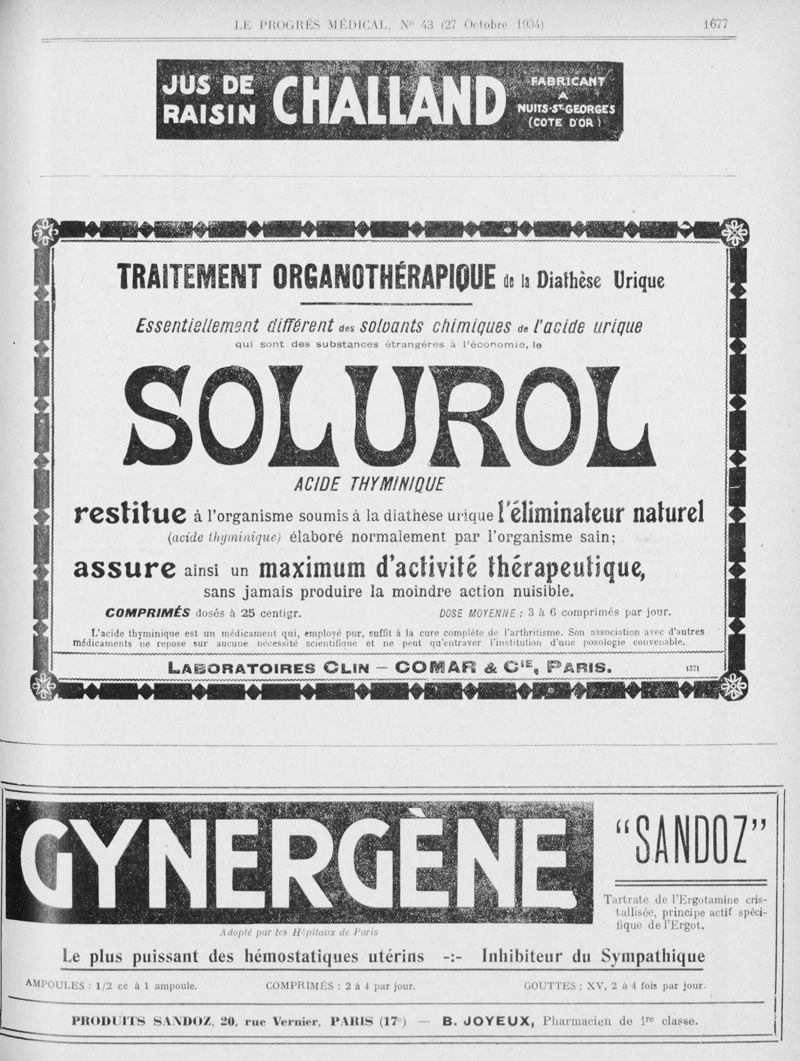 LE PROGRÈS MÉDICAL, Nº 43 (27 Octobre 1934) 1677
JUS DE RAISIN
CHALLAND
FABRICANT
A
NUITS-ST-GEORGES
(COTE D'OR)
TRAITEMENT ORGANOTHÉRAPIQUE de la Diathèse Urique
Essentiellement différent des solvants chimiques de l'acide urique
qui sont des substances étrangères à l'économie, le
SOLUROL
ACIDE THYMINIQUE
restitue à l'organisme soumis à la diathèse urique l'éliminateur naturel
(acide thyminique) élaboré normalement par l'organisme sain;
assure ainsi un maximum d'activité thérapeutique,
sans jamais produire la moindre action nuisible.
COMPRIMÉS dosés à 25 centigr. DOSE MOYENNE : 3 à 6 comprimés par jour.
L'acide thyminique est un médicament qui, employé pur, suffit à la cure complète de l'arthritisme. Son association avec d'autres
médicaments ne repose sur aucune nécessité scientifique et ne peut qu'entraver l'institution d'une posologie convenable.
LABORATOIRES CLIN – COMAR & CIE, PARIS. 1371
GYNERGÈNE
"SANDOZ"
Adopté par les Hôpitaux de Paris
Tartrate de l'Ergotamine cris-
tallisée, principe actif spéci-
fique de l'Ergot.
Le plus puissant des hémostatiques utérins -:- Inhibiteur du Sympathique
AMPOULES : 1/2 cc à 1 ampoule. COMPRIMÉS : 2 à 4 par jour. GOUTTES : XV, 2 à 4 fois par jour.
PRODUITS SANDOZ, 20, rue Vernier, PARIS (17e) — B. JOYEUX, Pharmacien de 1re classe.